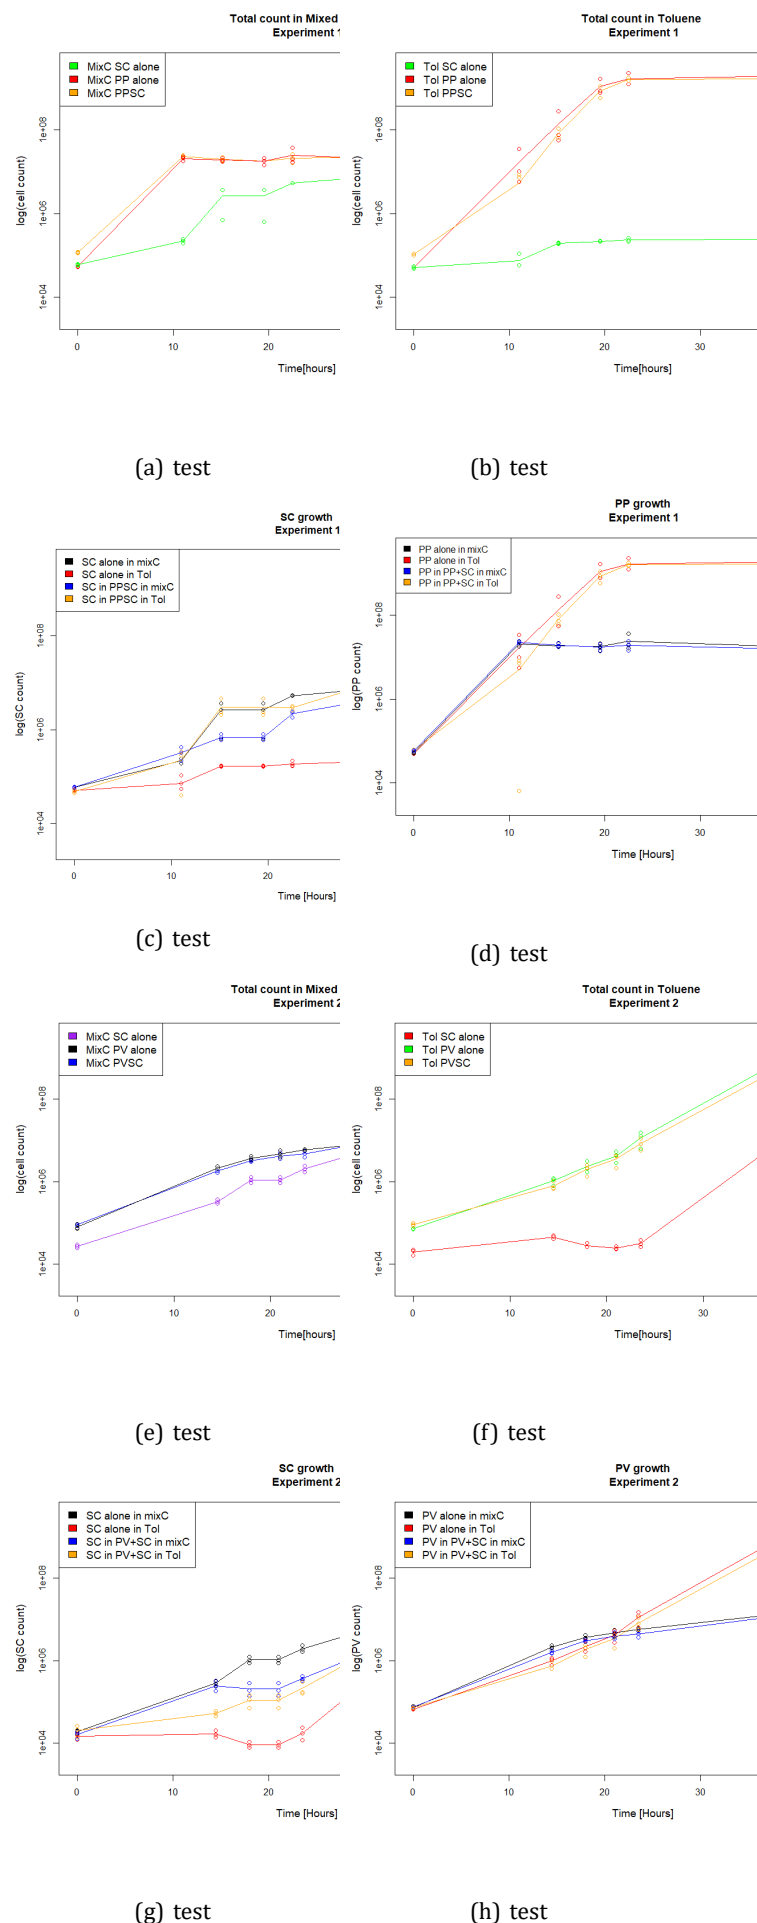 Total count in Mixed
Experiment 1
MixC SC alone
MixC PP alone
MixC PPSC
log(cell count)
1e+04
1e+06
1e+08
0
10
20
Time[hours]
(a) test
Total count in Toluene
Experiment 1
Tol SC alone
Tol PP alone
Tol PPSC
log(cell count)
1e+04
1e+06
1e+08
0
10
20
30
Time[hours]
(b) test
SC growth
Experiment 1
SC alone in mixC
SC alone in Tol
SC in PPSC in mixC
SC in PPSC in Tol
log(SC count)
1e+04
1e+06
1e+08
0
10
20
Time [Hours]
(c) test
PP growth
Experiment 1
PP alone in mixC
PP alone in Tol
PP in PP+SC in mixC
PP in PP+SC in Tol
log(PP count)
1e+04
1e+06
1e+08
0
10
20
30
Time [Hours]
(d) test
Total count in Mixed
Experiment 2
MixC SC alone
MixC PV alone
MixC PVSC
log(cell count)
1e+04
1e+06
1e+08
0
10
20
Time[hours]
(e) test
Total count in Toluene
Experiment 2
Tol SC alone
Tol PV alone
Tol PVSC
log(cell count)
1e+04
1e+06
1e+08
0
10
20
30
Time[hours]
(f) test
SC growth
Experiment 2
SC alone in mixC
SC alone in Tol
SC in PV+SC in mixC
SC in PV+SC in Tol
log(SC count)
1e+04
1e+06
1e+08
0
10
20
Time [Hours]
(g) test
PV growth
Experiment 2
PV alone in mixC
PV alone in Tol
PV in PV+SC in mixC
PV in PV+SC in Tol
log(PV count)
1e+04
1e+06
1e+08
0
10
20
30
Time [Hours]
(h) test